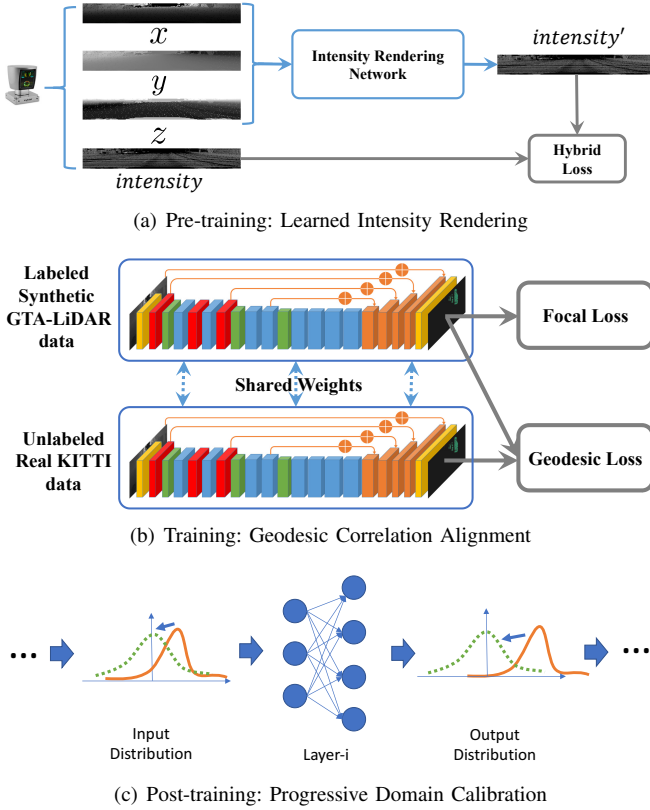 x
y
z
intensity
Intensity Rendering
Network
intensity'
Hybrid
Loss
(a) Pre-training: Learned Intensity Rendering
Labeled
Synthetic
GTA-LiDAR
data
Focal Loss
Shared Weights
Unlabeled
Real KITTI
data
Geodesic Loss
(b) Training: Geodesic Correlation Alignment
...
...
Input
Distribution
Layer-i
Output
Distribution
(c) Post-training: Progressive Domain Calibration